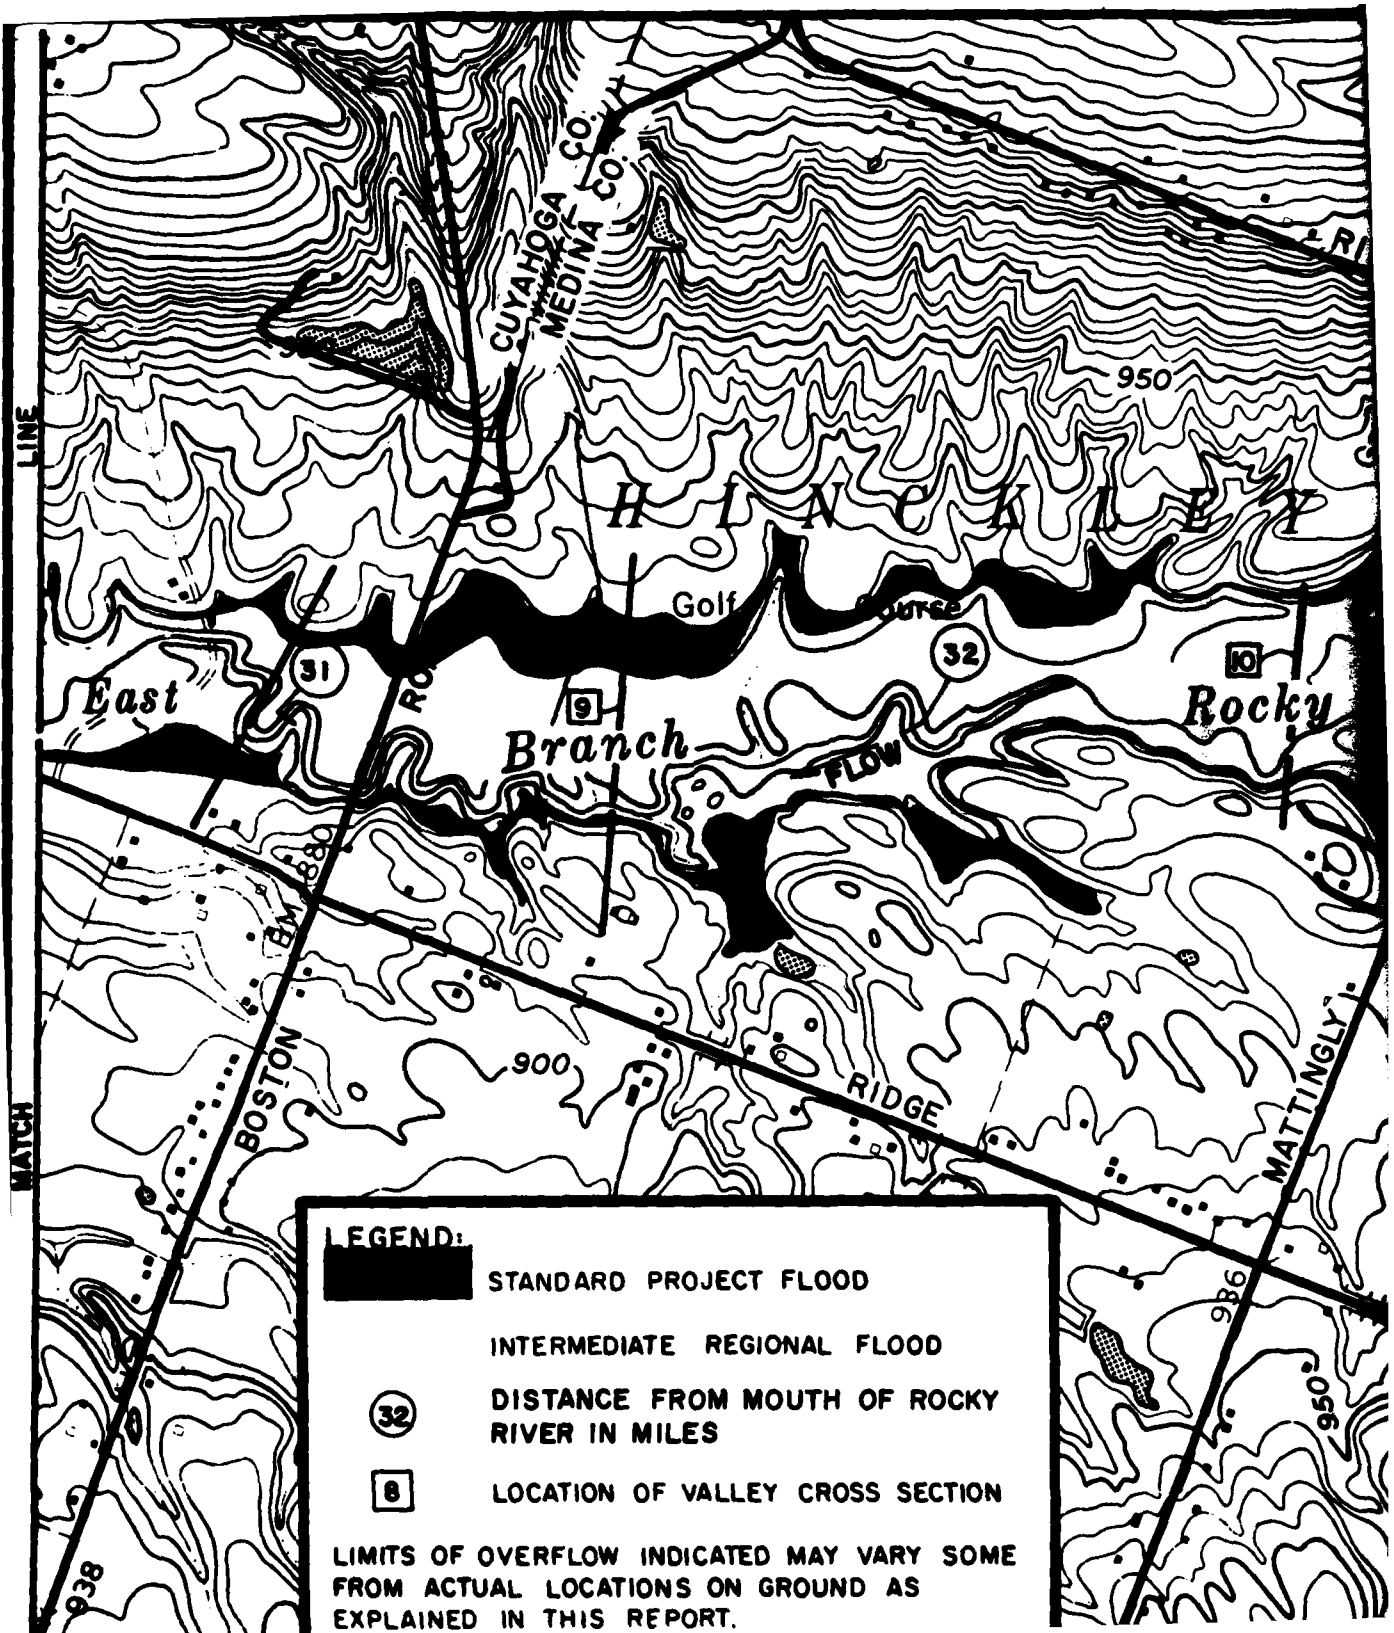 CUYAHOGA CO.
MEDINA CO.
RI
950
LINE
HINCKLEY
Golf Course
31
32
10
RO
East
9
Branch
Rocky
FLOW
BM 880
900
BOSTON
RIDGE
MATTINGLY
MATCH
936
950
938
LEGEND:
STANDARD PROJECT FLOOD
INTERMEDIATE REGIONAL FLOOD
32
DISTANCE FROM MOUTH OF ROCKY
RIVER IN MILES
8
LOCATION OF VALLEY CROSS SECTION
LIMITS OF OVERFLOW INDICATED MAY VARY SOME
FROM ACTUAL LOCATIONS ON GROUND AS
EXPLAINED IN THIS REPORT.